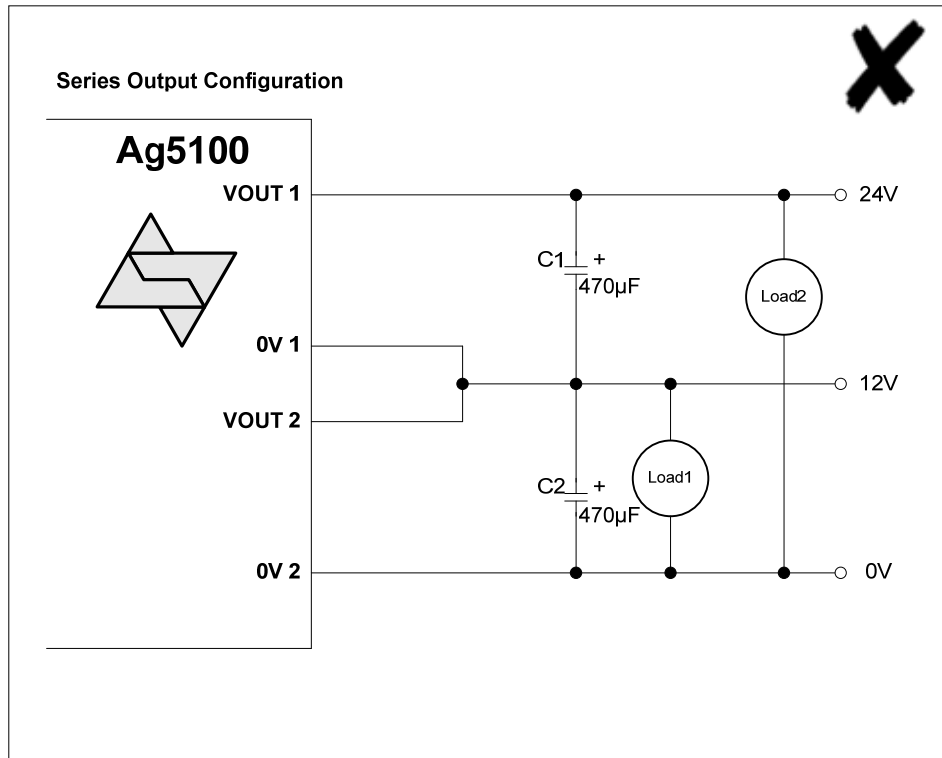 Series Output Configuration
Ag5100
VOUT 1
24V
C1
+
470µF
Load2
0V 1
12V
VOUT 2
C2
+
470µF
Load1
0V 2
0V